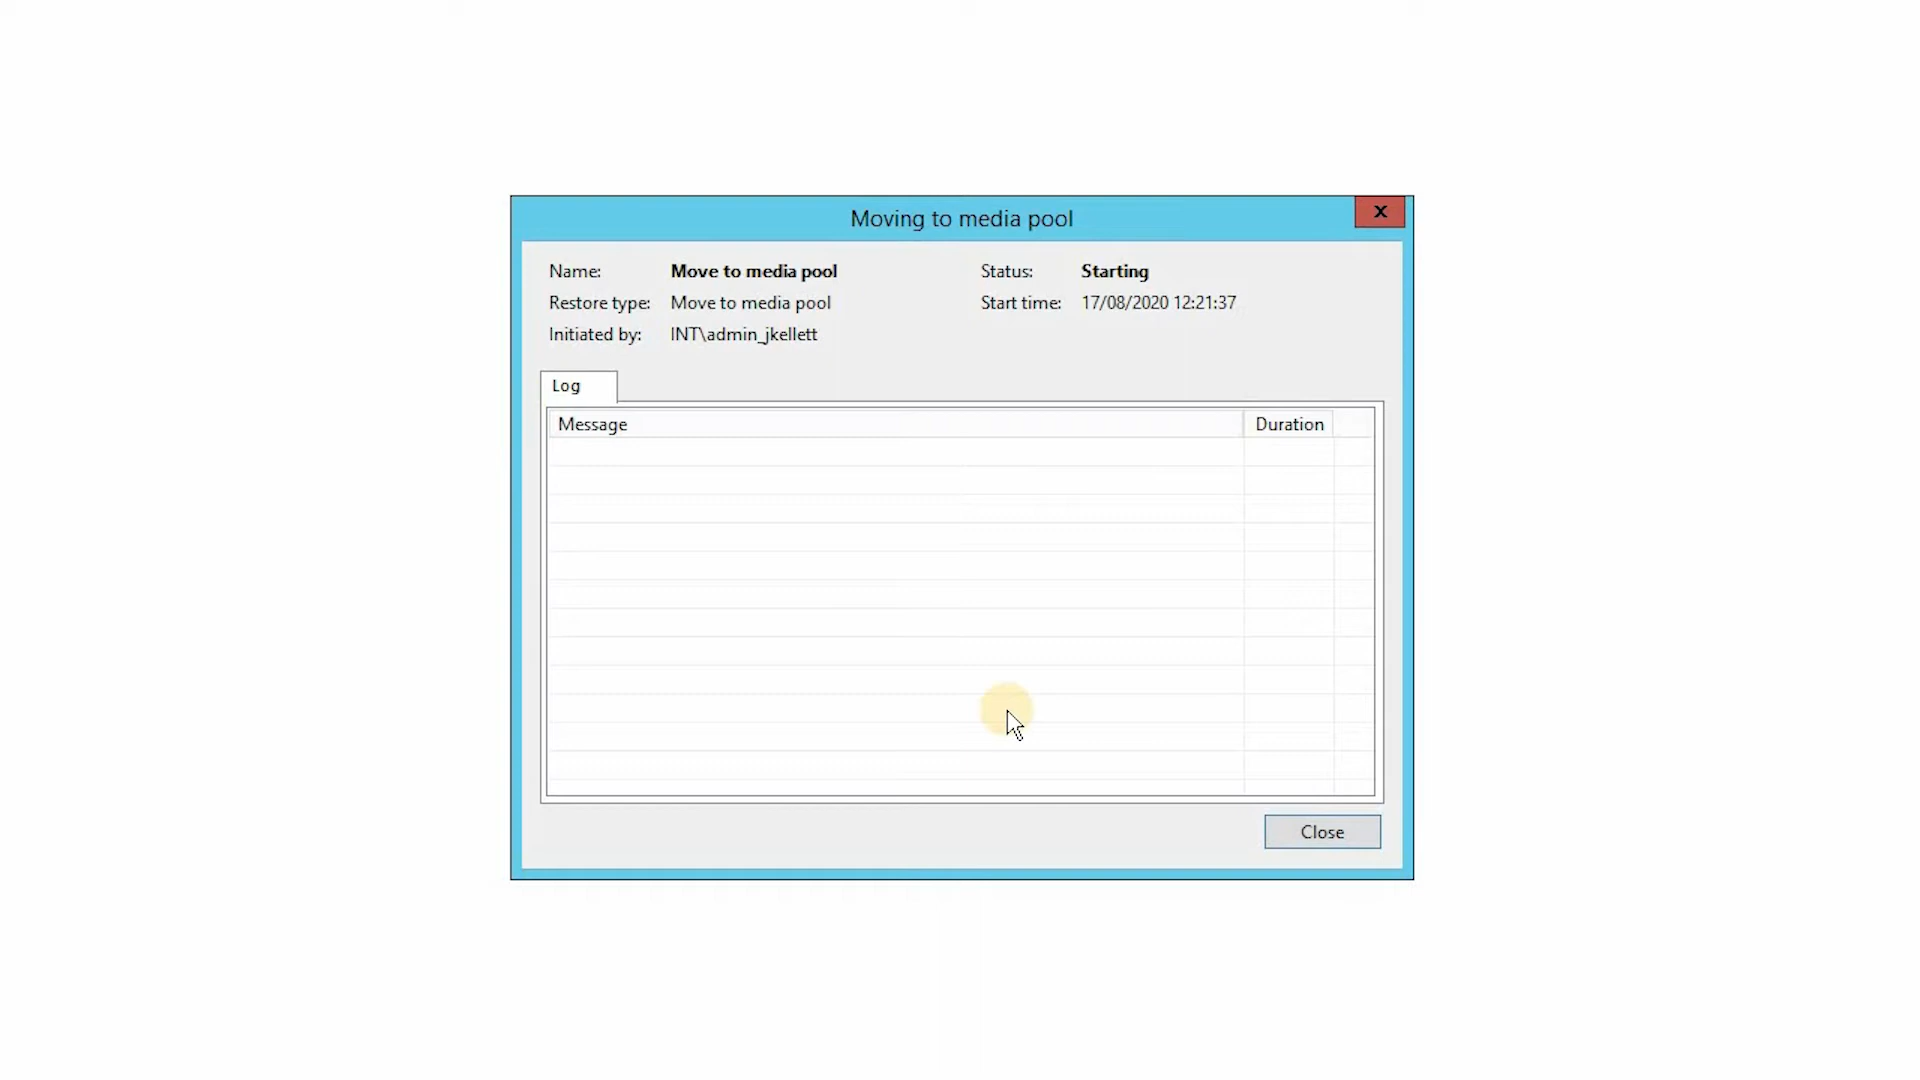 Moving to media pool
x
Name: Move to media pool Status: Starting
Restore type: Move to media pool Start time: 17/08/2020 12:21:37
Initiated by: INT\admin_jkellett
Log
Message Duration
Close